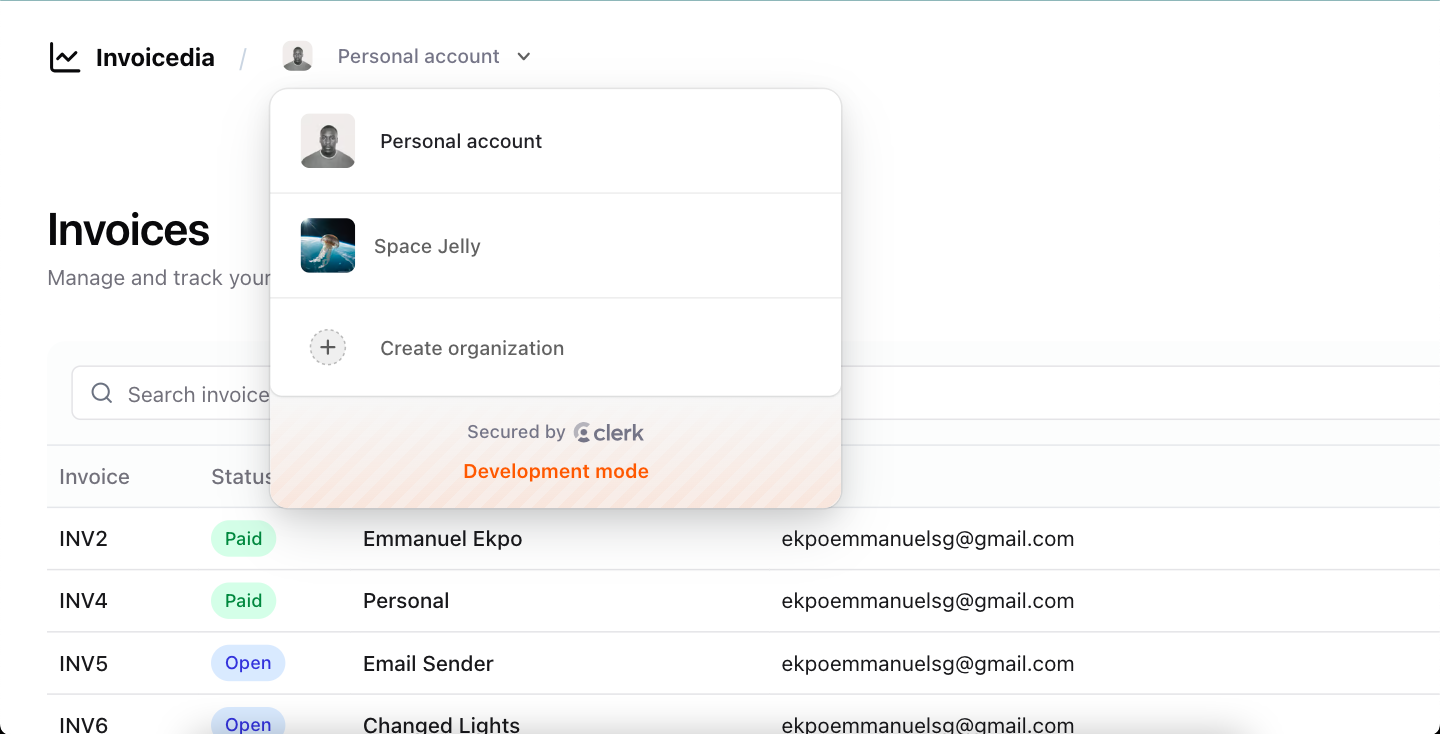 Invoicedia / Personal account
Personal account
Space Jelly
Create organization
Secured by clerk
Development mode
Invoices
Manage and track your
Search invoice
Invoice Status
INV2 Paid Emmanuel Ekpo ekpoemmanuelsg@gmail.com
INV4 Paid Personal ekpoemmanuelsg@gmail.com
INV5 Open Email Sender ekpoemmanuelsg@gmail.com
INV6 Open Changed Lights ekpoemmanuelsg@gmail.com